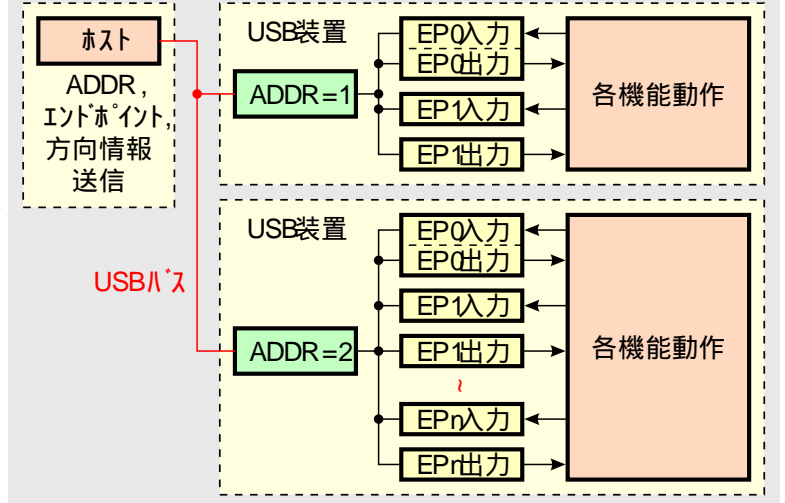 ホスト
ADDR,
エンドポイント,
方向情報
送信
USBバス
USB装置
ADDR=1
EP0入力
EP0出力
EP1入力
EP1出力
各機能動作
USB装置
ADDR=2
EP0入力
EP0出力
EP1入力
EP1出力
~
EPn入力
EPn出力
各機能動作